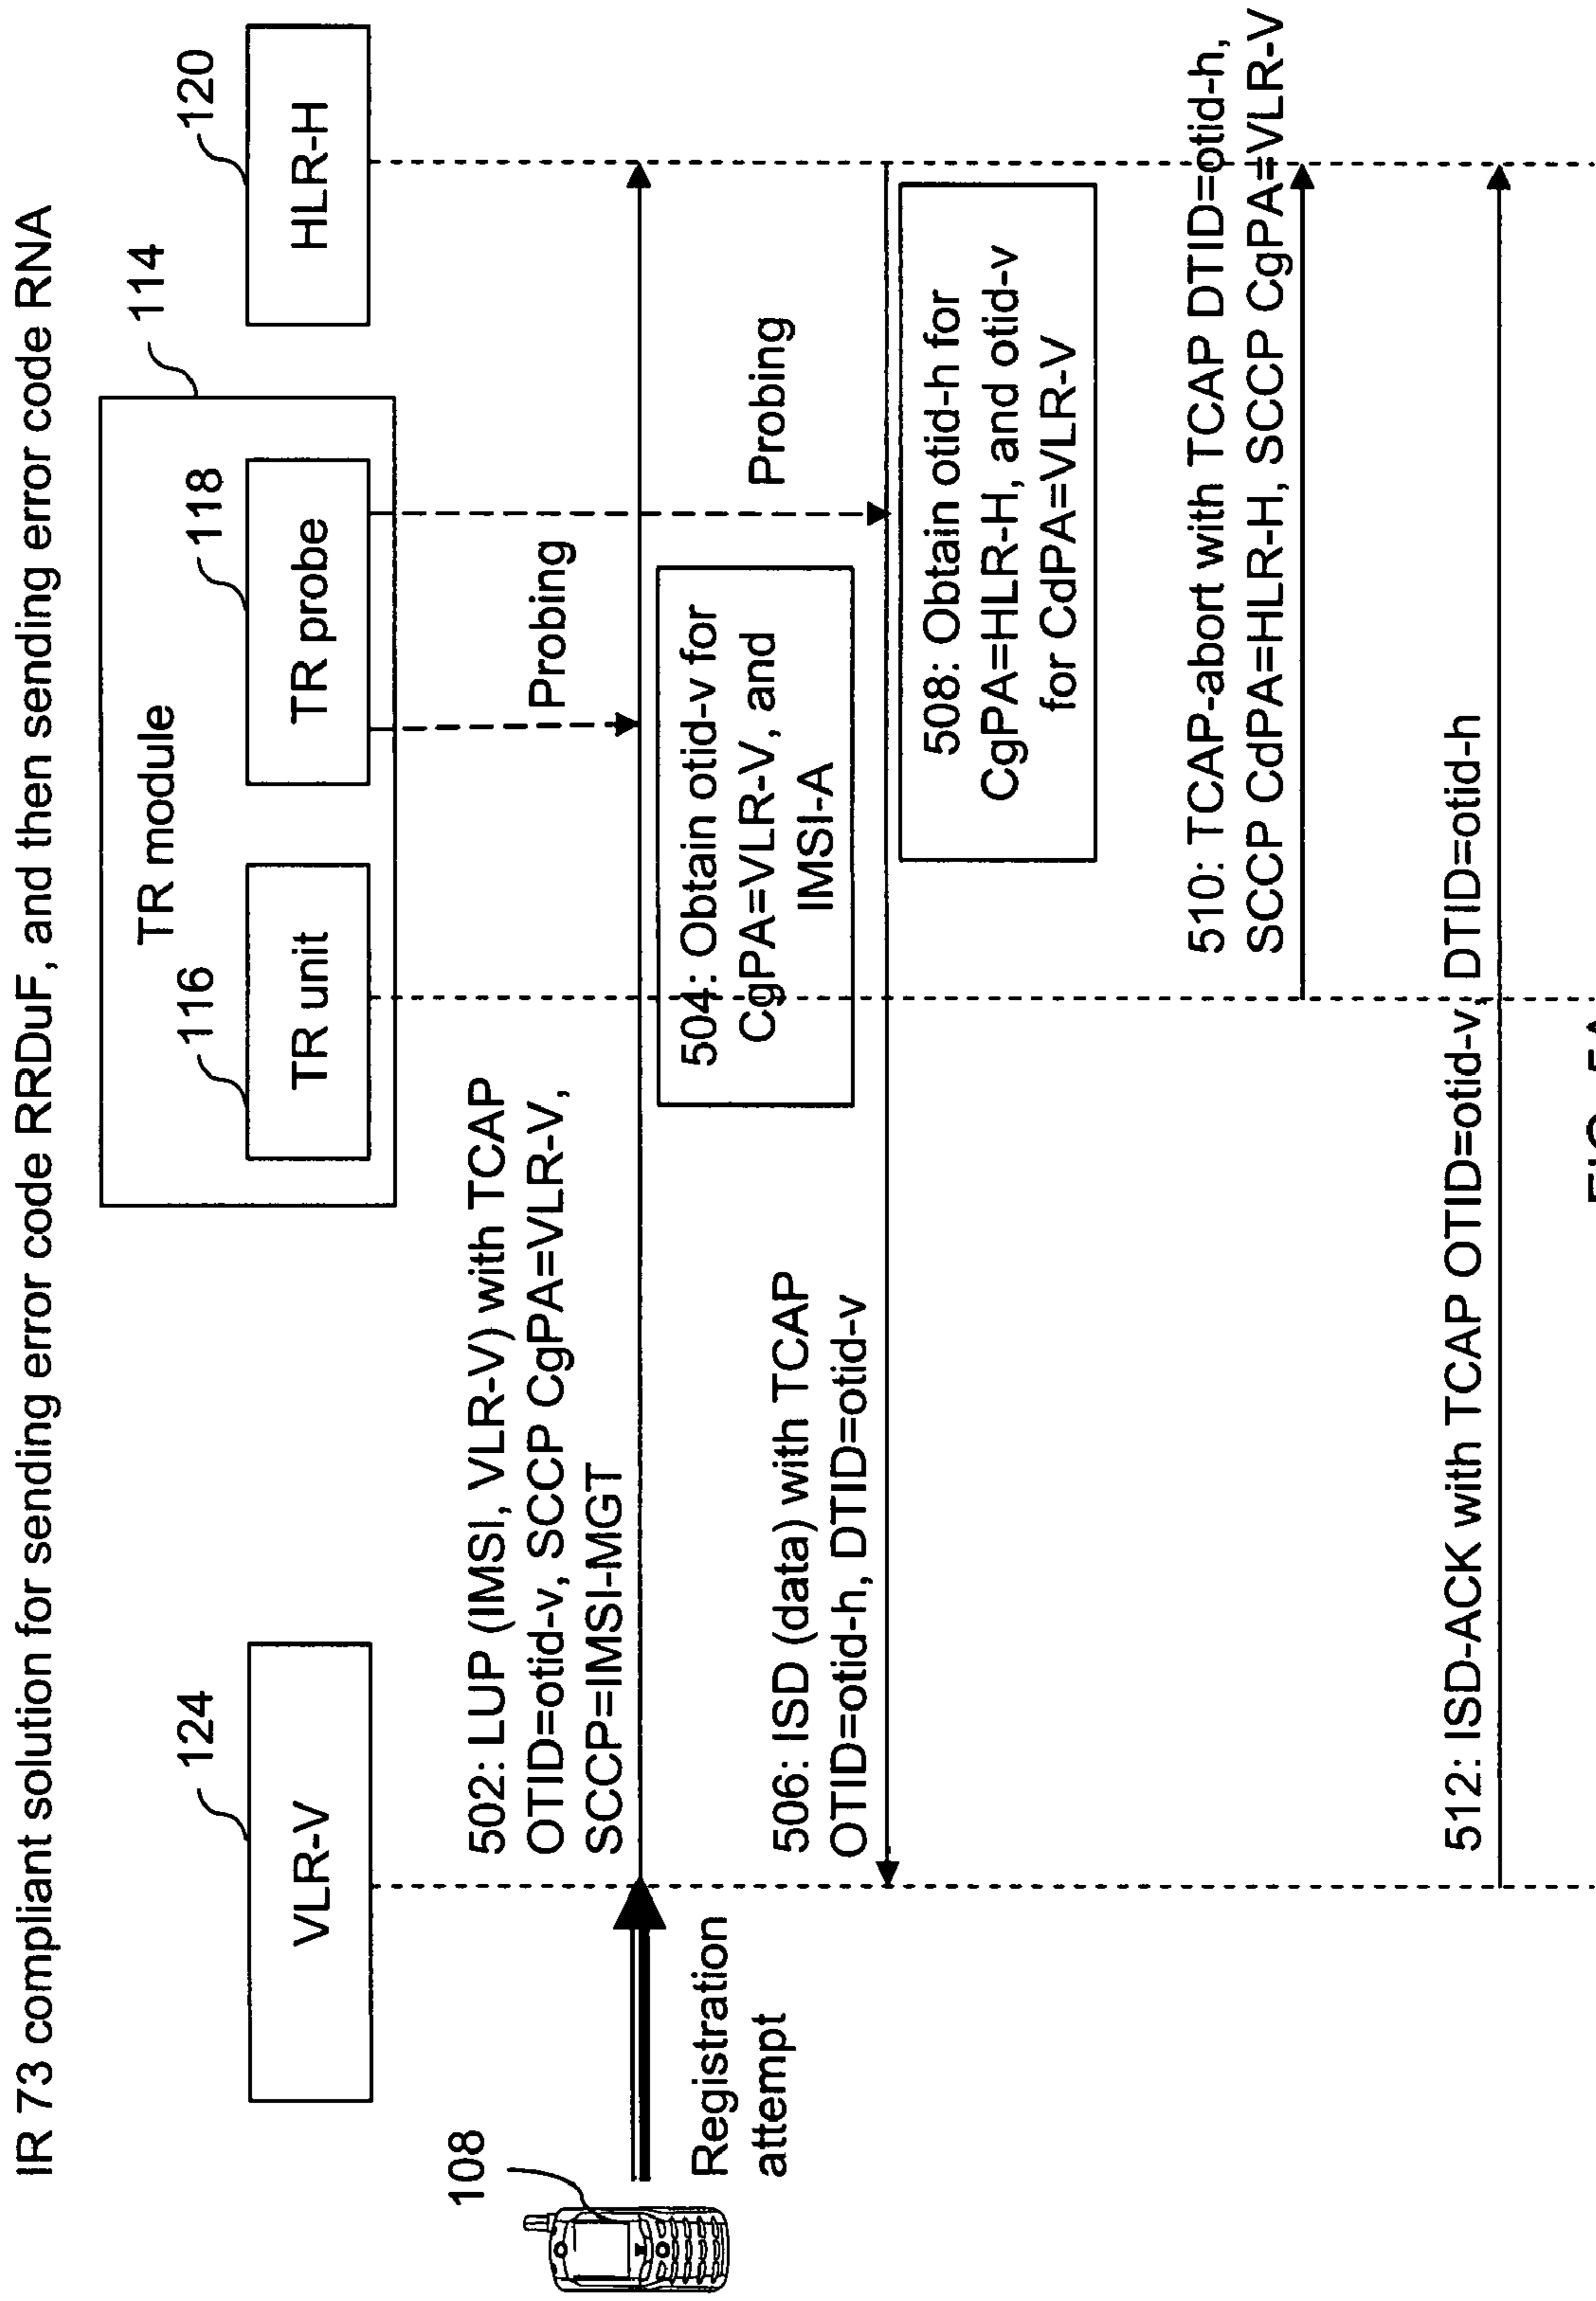 IR 73 compliant solution for sending error code RRDuF, and then sending error code RNA
114
TR module
124
116
118
120
VLR-V
TR unit
TR probe
HLR-H
108
Registration
attempt
502: LUP (IMSI, VLR-V) with TCAP
OTID=otid-v, SCCP CgPA=VLR-V,
SCCP=IMSI-MGT
Probing
504: Obtain otid-v for
CgPA=VLR-V, and
IMSI-A
Probing
506: ISD (data) with TCAP
OTID=otid-h, DTID=otid-v
508: Obtain otid-h for
CgPA=HLR-H, and otid-v
for CdPA=VLR-V
510: TCAP-abort with TCAP DTID=otid-h,
SCCP CdPA=HLR-H, SCCP CgPA=VLR-V
512: ISD-ACK with TCAP OTID=otid-v, DTID=otid-h